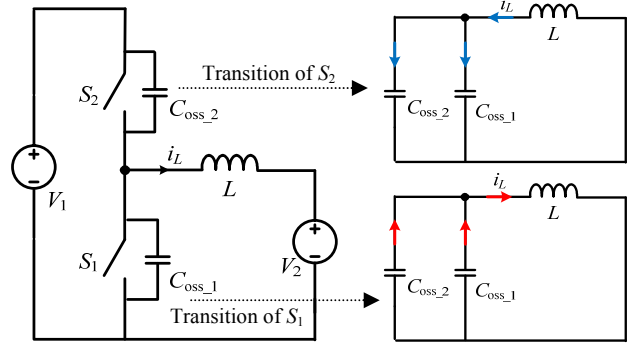 S2
Coss_2
Transition of S2
iL
L
V1
+
−
iL
L
S1
Coss_1
V2
+
−
Transition of S1
iL
L
Coss_2
Coss_1
iL
L
Coss_2
Coss_1